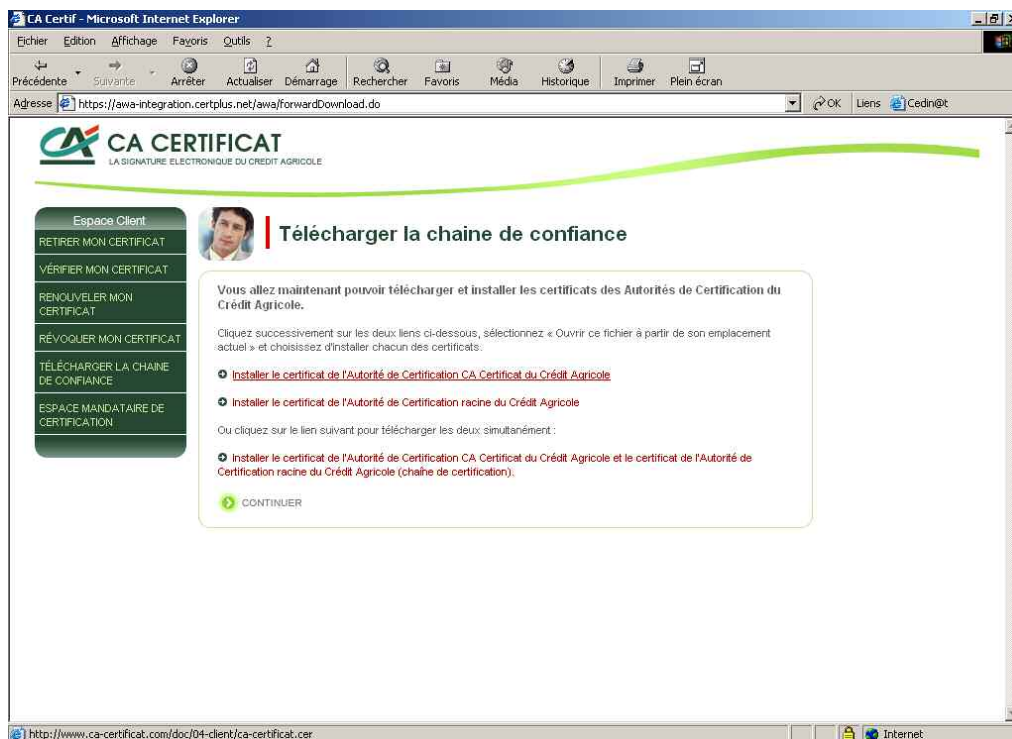 CA Certif - Microsoft Internet Explorer
Fichier Edition Affichage Favoris Outils ?
Précédente Suivante Arrêter Actualiser Démarrage Rechercher Favoris Média Historique Imprimer Plein écran
Adresse https://awa-integration.certplus.net/awa/forwardDownload.do OK Liens Cedin@t
CA CERTIFICAT
LA SIGNATURE ELECTRONIQUE DU CREDIT AGRICOLE
Espace Client
RETIRER MON CERTIFICAT
VÉRIFIER MON CERTIFICAT
RENOUVELER MON
CERTIFICAT
RÉVOQUER MON CERTIFICAT
TÉLÉCHARGER LA CHAINE
DE CONFIANCE
ESPACE MANDATAIRE DE
CERTIFICATION
Télécharger la chaine de confiance
Vous allez maintenant pouvoir télécharger et installer les certificats des Autorités de Certification du
Crédit Agricole.
Cliquez successivement sur les deux liens ci-dessous, sélectionnez « Ouvrir ce fichier à partir de son emplacement
actuel » et choisissez d'installer chacun des certificats.
Installer le certificat de l'Autorité de Certification CA Certificat du Crédit Agricole
Installer le certificat de l'Autorité de Certification racine du Crédit Agricole
Ou cliquez sur le lien suivant pour télécharger les deux simultanément :
Installer le certificat de l'Autorité de Certification CA Certificat du Crédit Agricole et le certificat de l'Autorité de
Certification racine du Crédit Agricole (chaîne de certification).
CONTINUER
http://www.ca-certificat.com/doc/04-client/ca-certificat.cer Internet